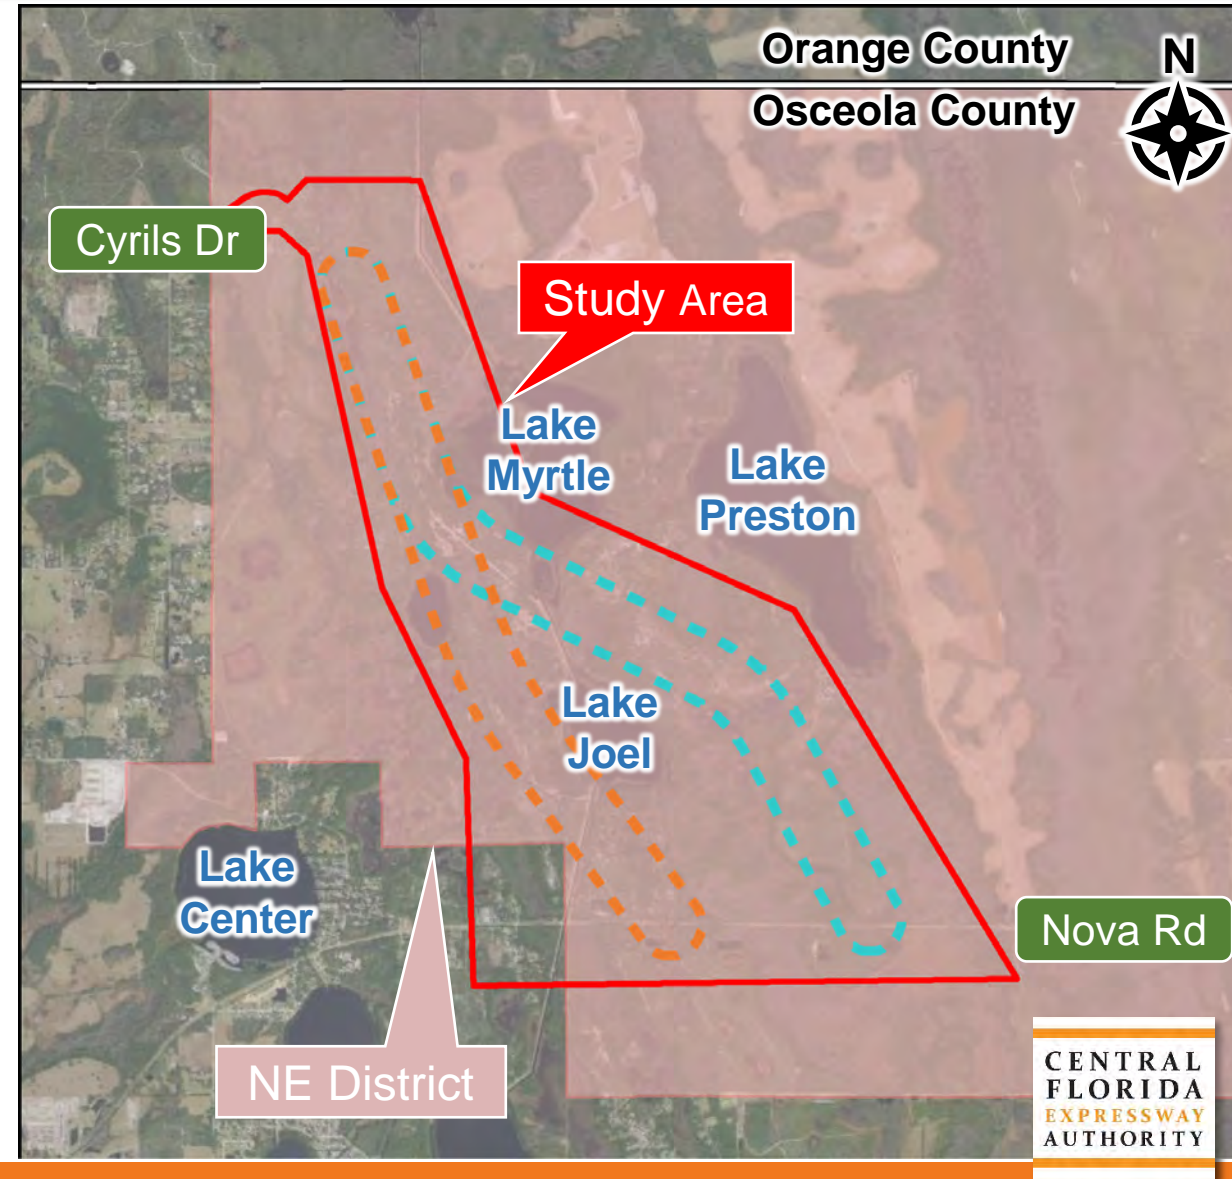 Orange County
N
Osceola County
Cyrils Dr
Study Area
Lake
Myrtle
Lake
Preston
Lake
Joel
Lake
Center
Nova Rd
NE District
CENTRAL
FLORIDA
EXPRESSWAY
AUTHORITY